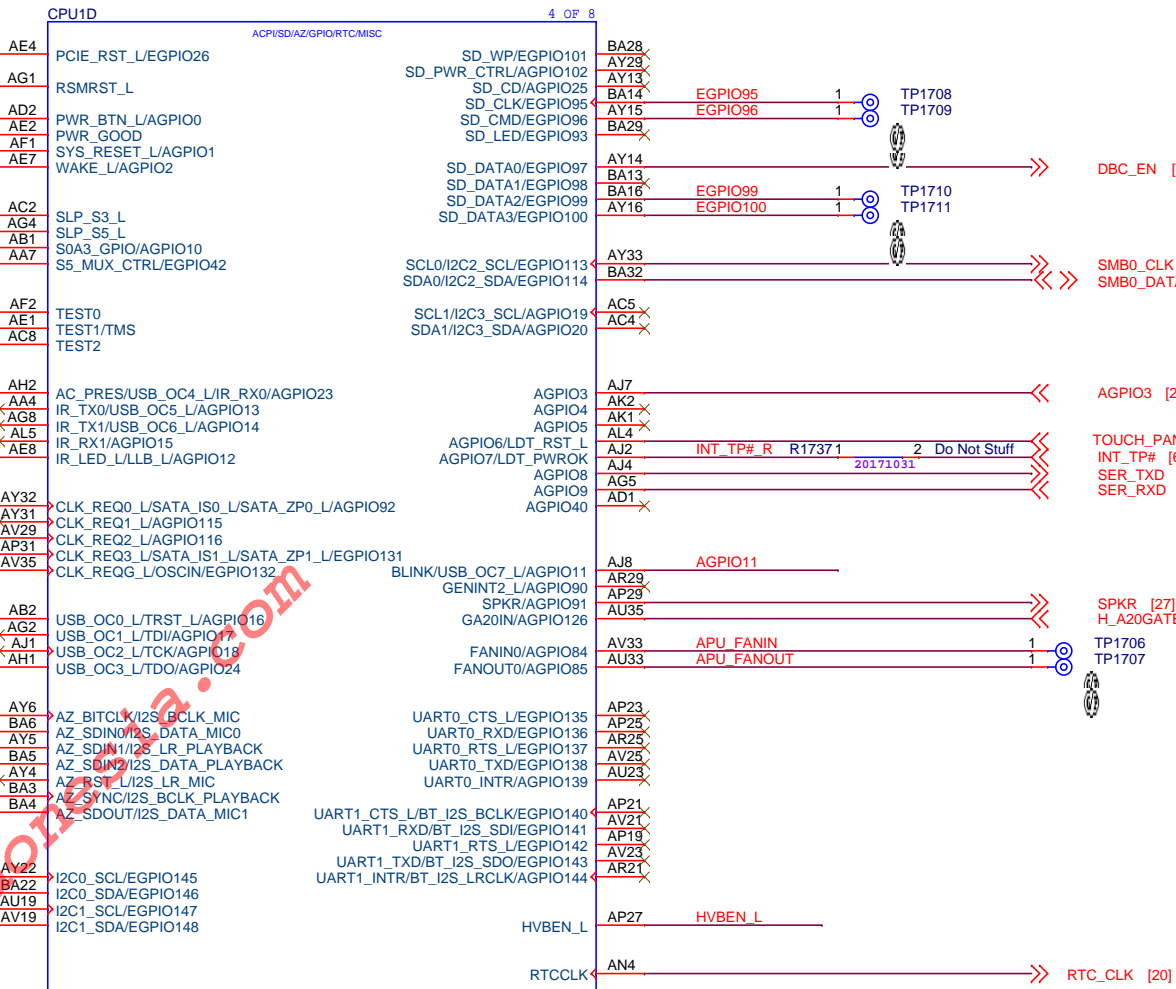 CPU1D 4 OF 8
ACPI/SD/AZ/GPIO/RTC/MISC
AE4 PCIE_RST_L/EGPIO26
AG1 RSMRST_L
AD2 PWR_BTN_L/AGPIO0
AE2 PWR_GOOD
AF1 SYS_RESET_L/AGPIO1
AE7 WAKE_L/AGPIO2
AC2 SLP_S3_L
AG4 SLP_S5_L
AB1 S0A3_GPIO/AGPIO10
AA7 S5_MUX_CTRL/EGPIO42
AF2 TEST0
AE1 TEST1/TMS
AC8 TEST2
AH2 AC_PRES/USB_OC4_L/IR_RX0/AGPIO23
AA4 IR_TX0/USB_OC5_L/AGPIO13
AG8 IR_TX1/USB_OC6_L/AGPIO14
AL5 IR_RX1/AGPIO15
AE8 IR_LED_L/LLB_L/AGPIO12
AY32 CLK_REQ0_L/SATA_IS0_L/SATA_ZP0_L/AGPIO92
AY31 CLK_REQ1_L/AGPIO115
AV29 CLK_REQ2_L/AGPIO116
AP31 CLK_REQ3_L/SATA_IS1_L/SATA_ZP1_L/EGPIO131
AV35 CLK_REQG_L/OSCIN/EGPIO132
AB2 USB_OC0_L/TRST_L/AGPIO16
AG2 USB_OC1_L/TDI/AGPIO17
AJ1 USB_OC2_L/TCK/AGPIO18
AH1 USB_OC3_L/TDO/AGPIO24
AY6 AZ_BITCLK/I2S_BCLK_MIC
BA6 AZ_SDIN0/I2S_DATA_MIC0
AY5 AZ_SDIN1/I2S_LR_PLAYBACK
BA5 AZ_SDIN2/I2S_DATA_PLAYBACK
AY4 AZ_RST_L/I2S_LR_MIC
BA3 AZ_SYNC/I2S_BCLK_PLAYBACK
BA4 AZ_SDOUT/I2S_DATA_MIC1
AY22 I2C0_SCL/EGPIO145
BA22 I2C0_SDA/EGPIO146
AU19 I2C1_SCL/EGPIO147
AV19 I2C1_SDA/EGPIO148
SD_WP/EGPIO101 BA28
SD_PWR_CTRL/AGPIO102 AY29
SD_CD/AGPIO25 AY13
SD_CLK/EGPIO95 BA14 EGPIO95 1 TP1708
SD_CMD/EGPIO96 AY15 EGPIO96 1 TP1709
SD_LED/EGPIO93 BA29
SD_DATA0/EGPIO97 AY14 DBC_EN [
SD_DATA1/EGPIO98 BA13
SD_DATA2/EGPIO99 BA16 EGPIO99 1 TP1710
SD_DATA3/EGPIO100 AY16 EGPIO100 1 TP1711
SCL0/I2C2_SCL/EGPIO113 AY33 SMB0_CLK
SDA0/I2C2_SDA/EGPIO114 BA32 SMB0_DATA
SCL1/I2C3_SCL/AGPIO19 AC5
SDA1/I2C3_SDA/AGPIO20 AC4
AGPIO3 AJ7 AGPIO3 [2
AGPIO4 AK2
AGPIO5 AK1
AGPIO6/LDT_RST_L AL4 TOUCH_PAN
AGPIO7/LDT_PWROK AJ2 INT_TP#_R R1737 1 2 Do Not Stuff INT_TP# [6
20171031
AGPIO8 AJ4 SER_TXD
AGPIO9 AG5 SER_RXD
AGPIO40 AD1
BLINK/USB_OC7_L/AGPIO11 AJ8 AGPIO11
GENINT2_L/AGPIO90 AR29
SPKR/AGPIO91 AP29 SPKR [27]
GA20IN/AGPIO126 AU35 H_A20GATE
FANIN0/AGPIO84 AV33 APU_FANIN 1 TP1706
FANOUT0/AGPIO85 AU33 APU_FANOUT 1 TP1707
UART0_CTS_L/EGPIO135 AP23
UART0_RXD/EGPIO136 AP25
UART0_RTS_L/EGPIO137 AR25
UART0_TXD/EGPIO138 AV25
UART0_INTR/AGPIO139 AU23
UART1_CTS_L/BT_I2S_BCLK/EGPIO140 AP21
UART1_RXD/BT_I2S_SDI/EGPIO141 AV21
UART1_RTS_L/EGPIO142 AP19
UART1_TXD/BT_I2S_SDO/EGPIO143 AV23
UART1_INTR/BT_I2S_LRCLK/AGPIO144 AR21
HVBEN_L AP27 HVBEN_L
RTCCLK AN4 RTC_CLK [20]
onesia.com